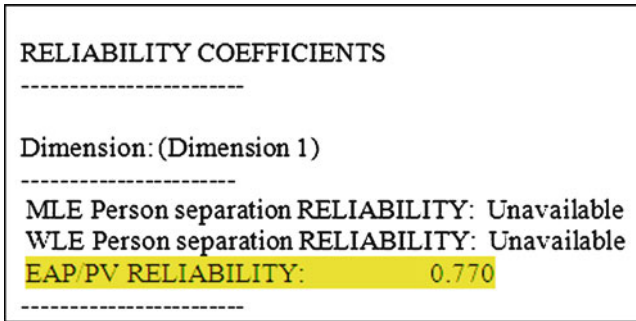 RELIABILITY COEFFICIENTS
------------------------
Dimension: (Dimension 1)
-----------------------
MLE Person separation RELIABILITY: Unavailable
WLE Person separation RELIABILITY: Unavailable
EAP/PV RELIABILITY: 0.770
------------------------